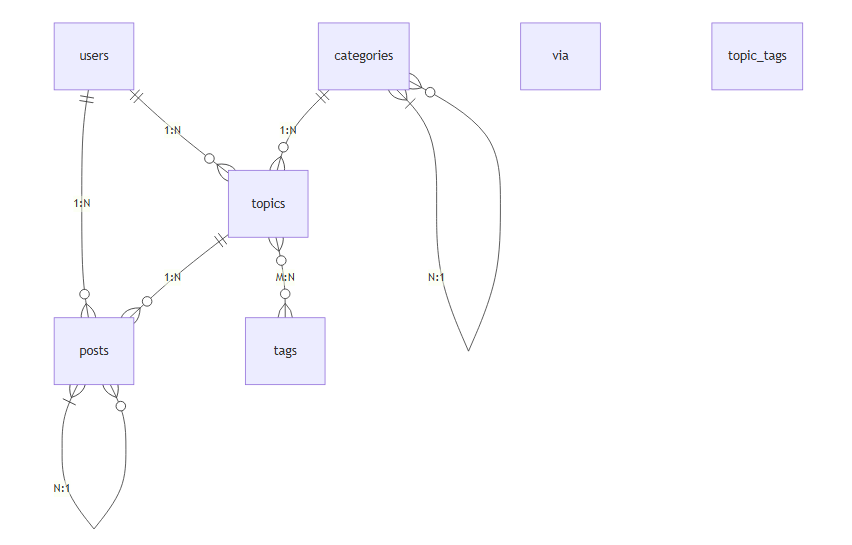 users
categories
via
topic_tags
1:N
1:N
1:N
topics
1:N
M:N
N:1
posts
tags
N:1